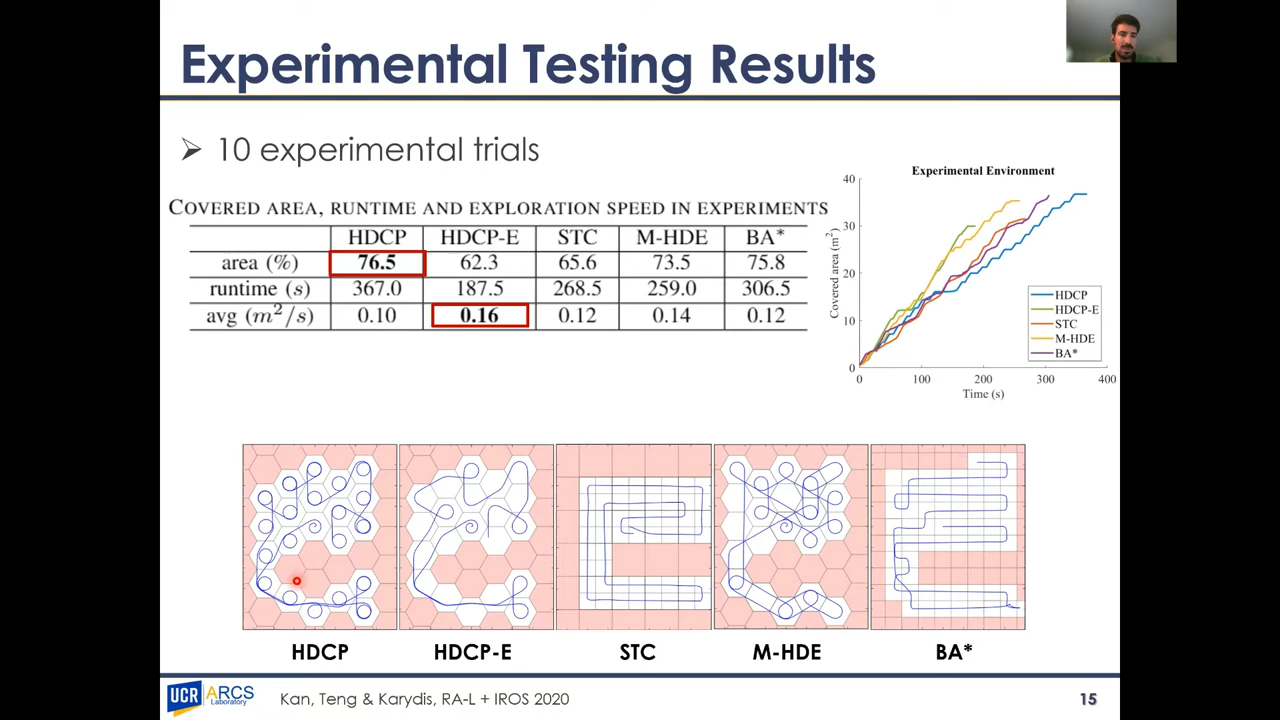 Experimental Testing Results
➢ 10 experimental trials
COVERED AREA, RUNTIME AND EXPLORATION SPEED IN EXPERIMENTS
HDCP HDCP-E STC M-HDE BA*
area (%) 76.5 62.3 65.6 73.5 75.8
runtime (s) 367.0 187.5 268.5 259.0 306.5
avg (m²/s) 0.10 0.16 0.12 0.14 0.12
Experimental Environment
Covered area (m²)
40
30
20
10
0
0 100 200 300 400
Time (s)
HDCP
HDCP-E
STC
M-HDE
BA*
HDCP HDCP-E STC M-HDE BA*
UCR ARCS
Laboratory
Kan, Teng & Karydis, RA-L + IROS 2020
15